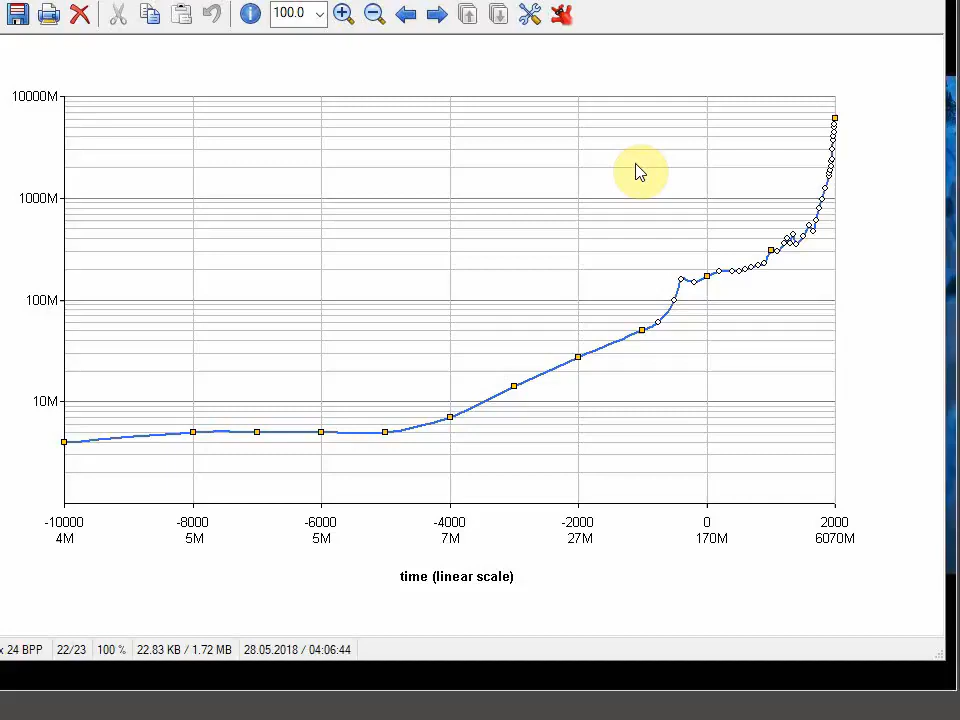 100.0
10000M
1000M
100M
10M
-10000 -8000 -6000 -4000 -2000 0 2000
4M 5M 5M 7M 27M 170M 6070M
time (linear scale)
x 24 BPP 22/23 100 % 22.83 KB / 1.72 MB 28.05.2018 / 04:06:44